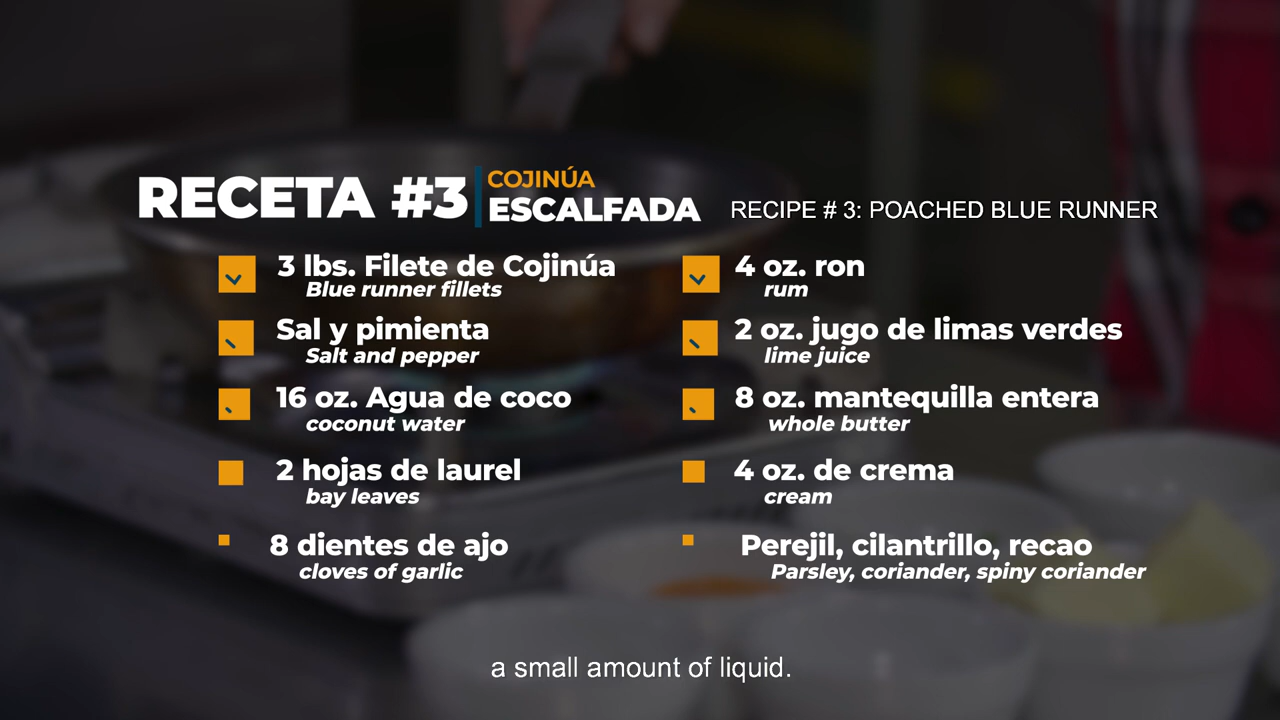 RECETA #3
COJINÚA
ESCALFADA
RECIPE # 3: POACHED BLUE RUNNER
3 lbs. Filete de Cojinúa
Blue runner fillets
Sal y pimienta
Salt and pepper
16 oz. Agua de coco
coconut water
2 hojas de laurel
bay leaves
8 dientes de ajo
cloves of garlic
4 oz. ron
rum
2 oz. jugo de limas verdes
lime juice
8 oz. mantequilla entera
whole butter
4 oz. de crema
cream
Perejil, cilantrillo, recao
Parsley, coriander, spiny coriander
a small amount of liquid.